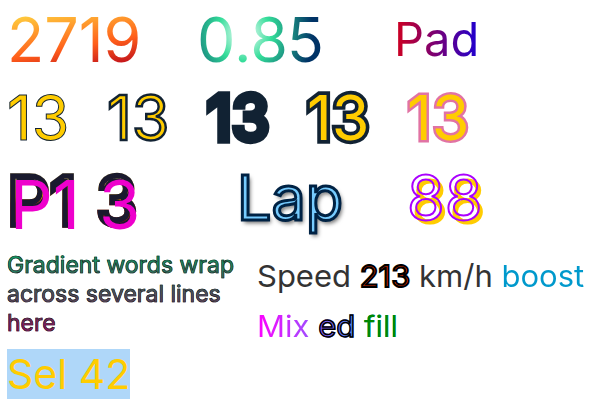 2719 0.85 Pad
13 13 13 13 13
P1 3 Lap 88
Gradient words wrap
across several lines
here
Speed 213 km/h boost
Mix ed fill
Sel 42